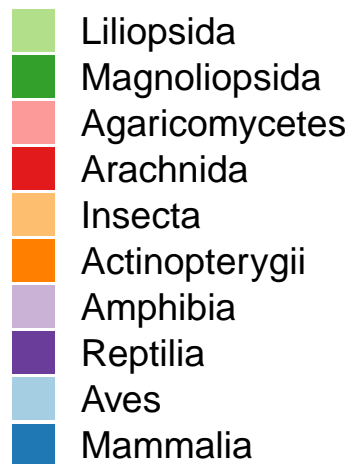 Liliopsida
Magnoliopsida
Agaricomycetes
Arachnida
Insecta
Actinopterygii
Amphibia
Reptilia
Aves
Mammalia